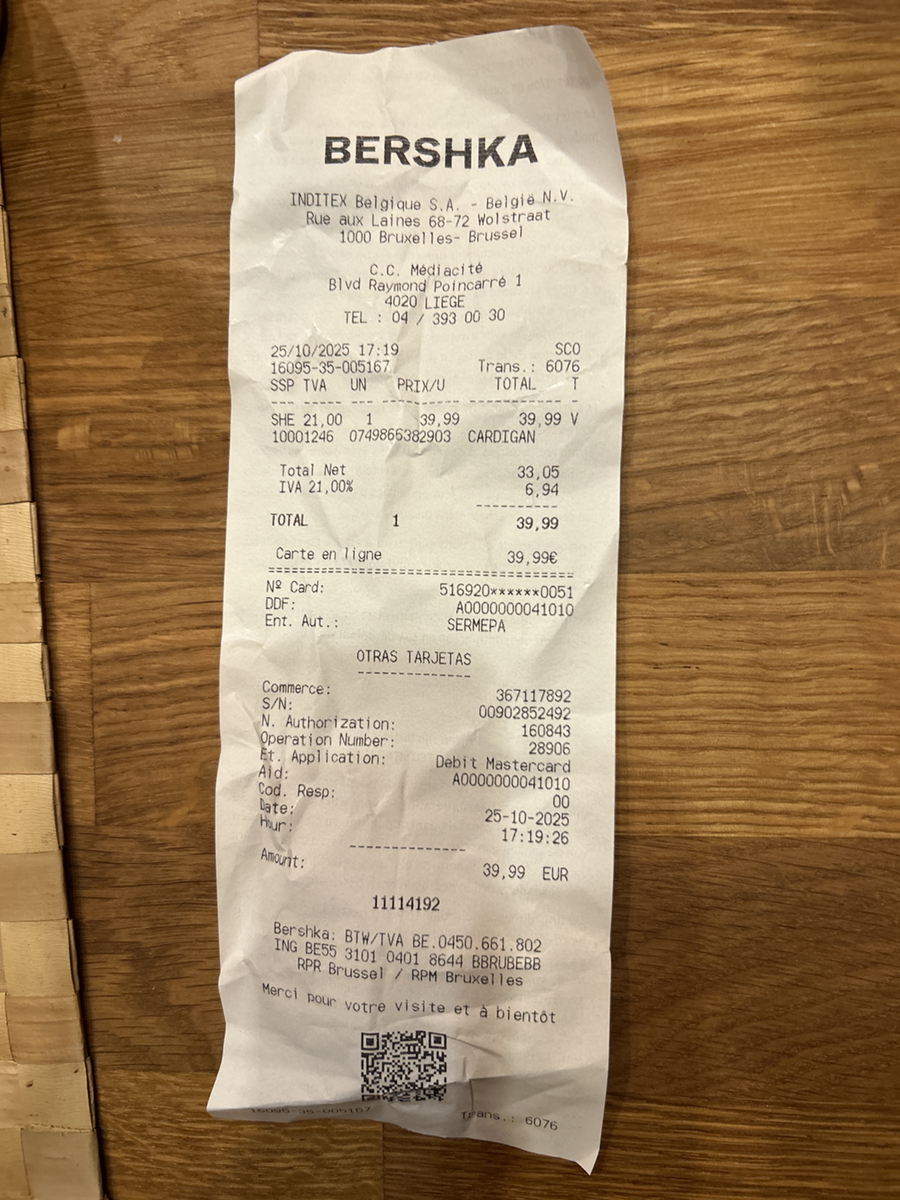 BERSHKA
INDITEX Belgique S.A. - België N.V.
Rue aux Laines 68-72 Wolstraat
1000 Bruxelles- Brussel
C.C. Médiacité
Blvd Raymond Poincarré 1
4020 LIEGE
TEL : 04 / 393 00 30
25/10/2025 17:19 SCO
16095-35-005167 Trans.: 6076
SSP TVA UN PRIX/U TOTAL T
--- --- --- --------- --------- -
SHE 21,00 1 39,99 39,99 V
10001246 0749866382903 CARDIGAN
Total Net 33,05
IVA 21,00% 6,94
----------
TOTAL 1 39,99
Carte en ligne 39,99€
======================================
Nº Card: 516920******0051
DDF: A0000000041010
Ent. Aut.: SERMEPA
OTRAS TARJETAS
--------------
Commerce: 367117892
S/N: 00902852492
N. Authorization: 160843
Operation Number: 28906
Et. Application: Debit Mastercard
Aid: A0000000041010
Cod. Resp: 00
Date: 25-10-2025
Hour: 17:19:26
--------------
Amount: 39,99 EUR
11114192
Bershka: BTW/TVA BE.0450.661.802
ING BE55 3101 0401 8644 BBRUBEBB
RPR Brussel / RPM Bruxelles
Merci pour votre visite et à bientôt
16095-35-005167 Trans.: 6076